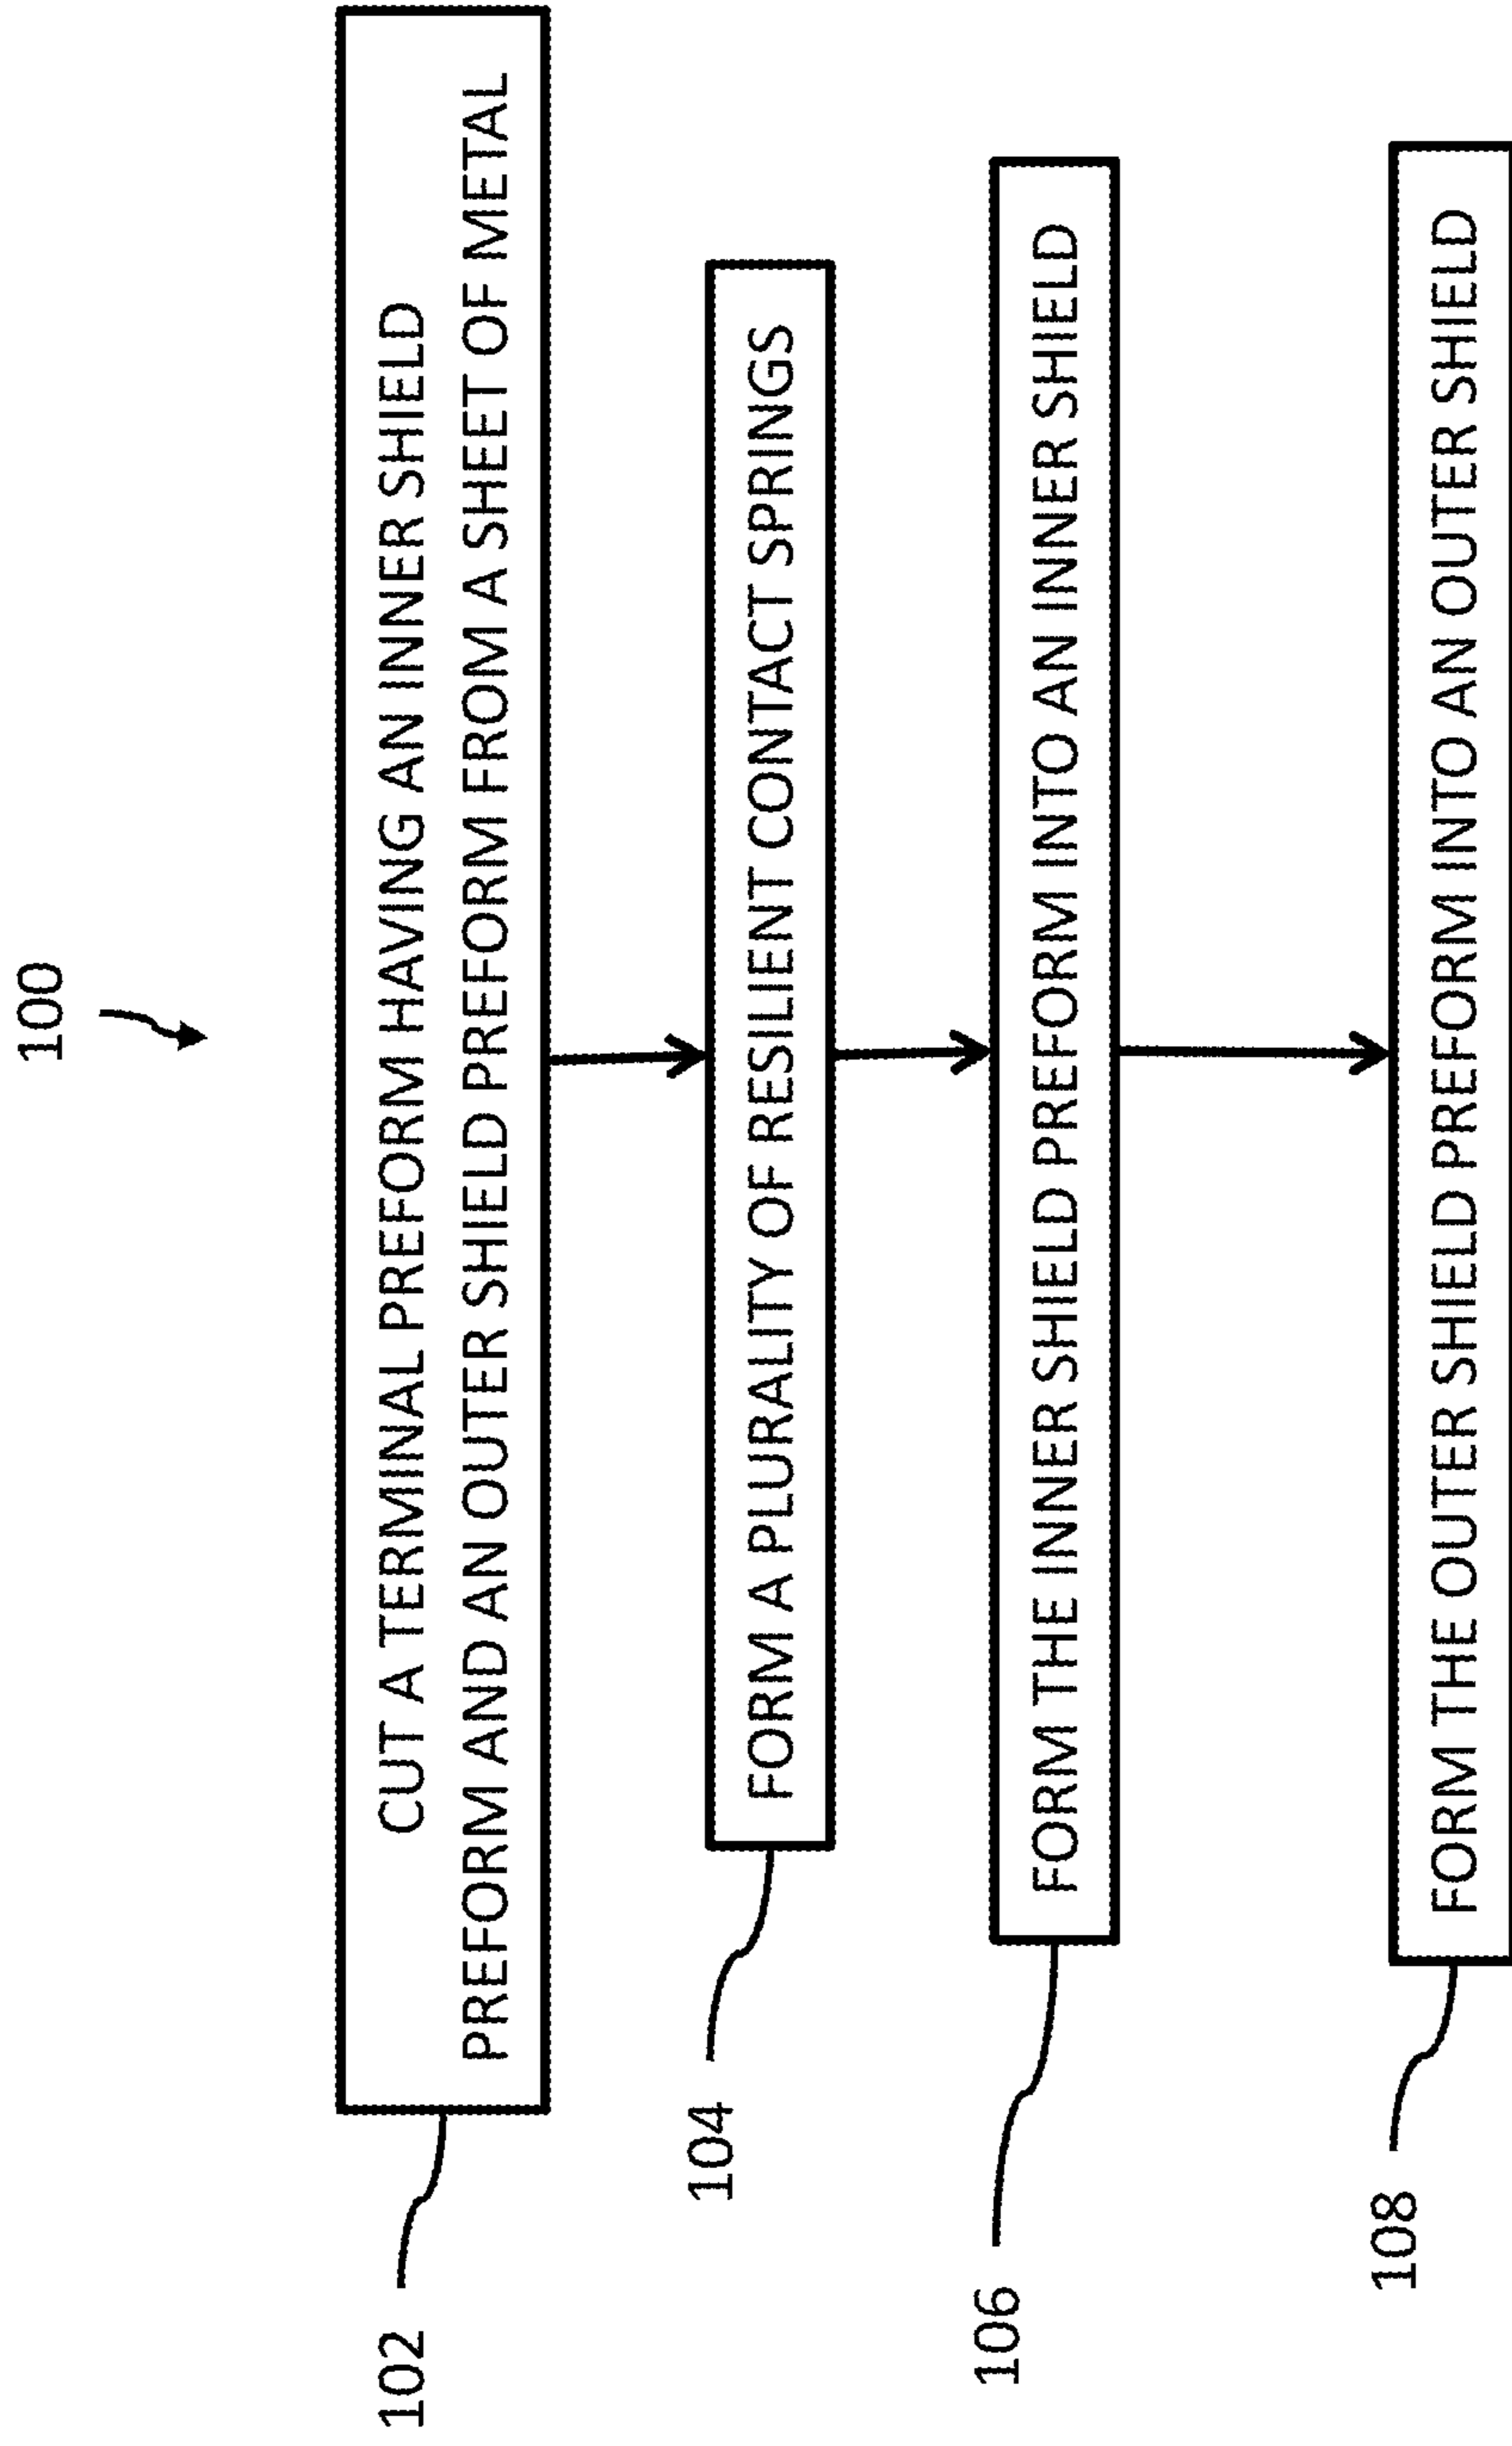 100
102
CUT A TERMINAL PREFORM HAVING AN INNER SHIELD
PREFORM AND AN OUTER SHIELD PREFORM FROM A SHEET OF METAL
104
FORM A PLURALITY OF RESILIENT CONTACT SPRINGS
106
FORM THE INNER SHIELD PREFORM INTO AN INNER SHIELD
108
FORM THE OUTER SHIELD PREFORM INTO AN OUTER SHIELD